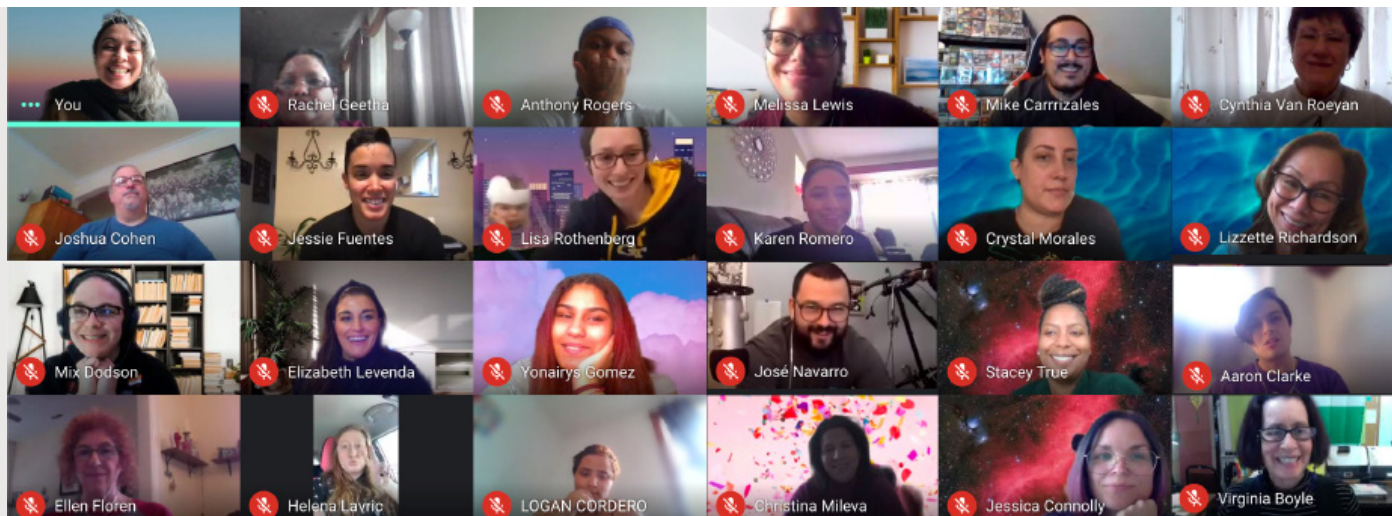 You
Rachel Geetha
Anthony Rogers
Melissa Lewis
Mike Carrrizales
Cynthia Van Roeyan
Joshua Cohen
Jessie Fuentes
Lisa Rothenberg
Karen Romero
Crystal Morales
Lizzette Richardson
Mix Dodson
Elizabeth Levenda
Yonairys Gomez
José Navarro
Stacey True
Aaron Clarke
Ellen Floren
Helena Lavric
LOGAN CORDERO
Christina Mileva
Jessica Connolly
Virginia Boyle